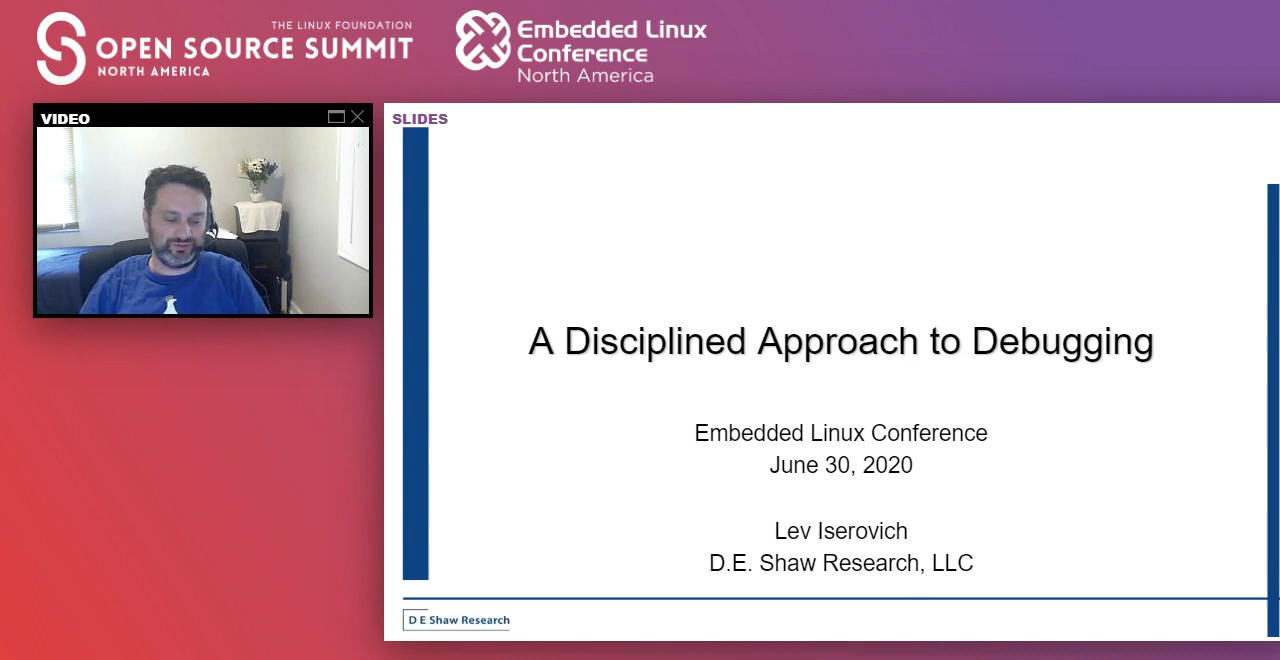 THE LINUX FOUNDATION
OPEN SOURCE SUMMIT
NORTH AMERICA
Embedded Linux
Conference
North America
VIDEO
SLIDES
A Disciplined Approach to Debugging
Embedded Linux Conference
June 30, 2020
Lev Iserovich
D.E. Shaw Research, LLC
D E Shaw Research